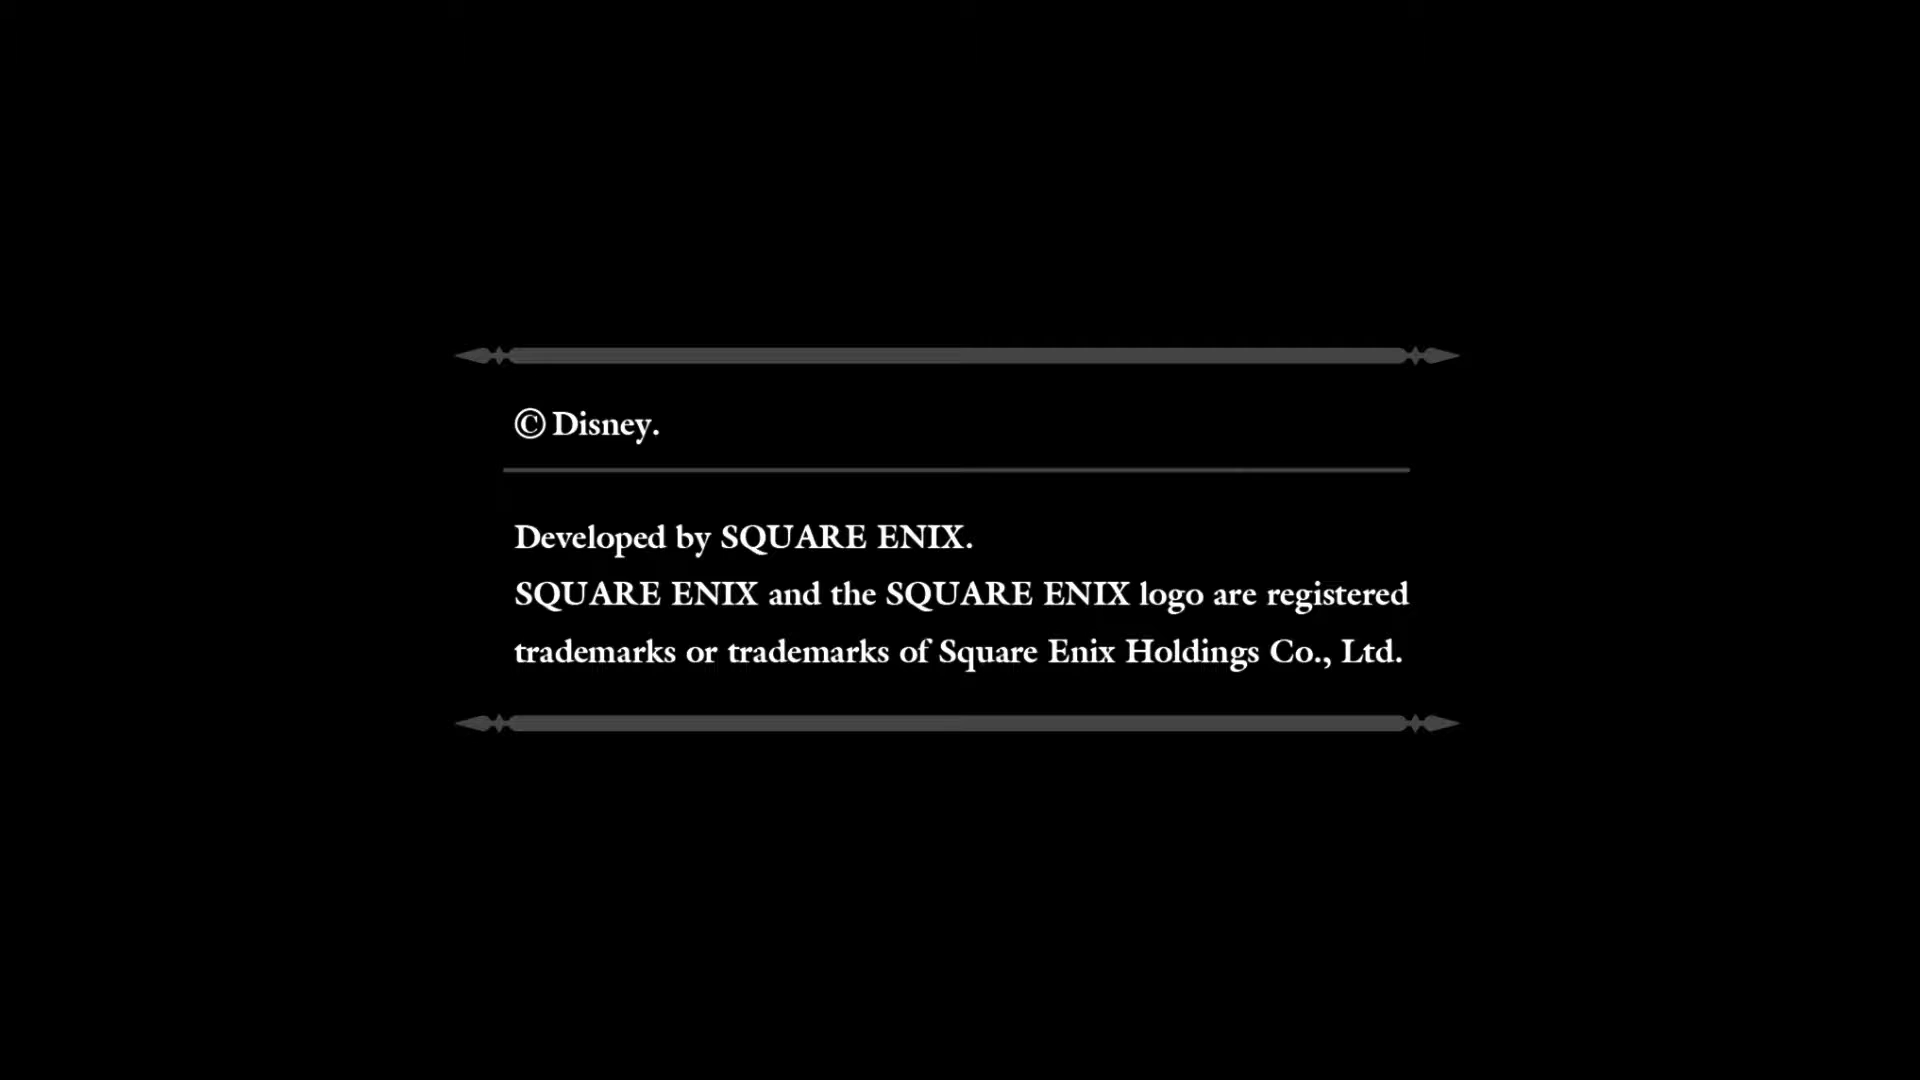 © Disney.
Developed by SQUARE ENIX.
SQUARE ENIX and the SQUARE ENIX logo are registered
trademarks or trademarks of Square Enix Holdings Co., Ltd.